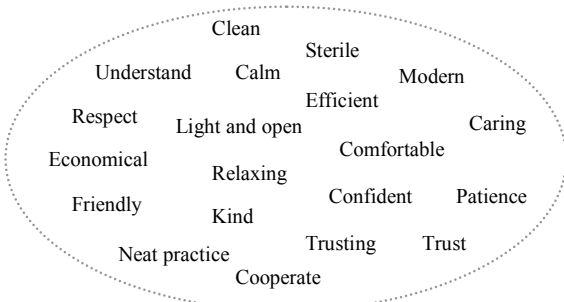 Clean
Sterile
Understand
Calm
Modern
Efficient
Respect
Light and open
Caring
Comfortable
Economical
Relaxing
Confident
Patience
Friendly
Kind
Trusting
Trust
Neat practice
Cooperate